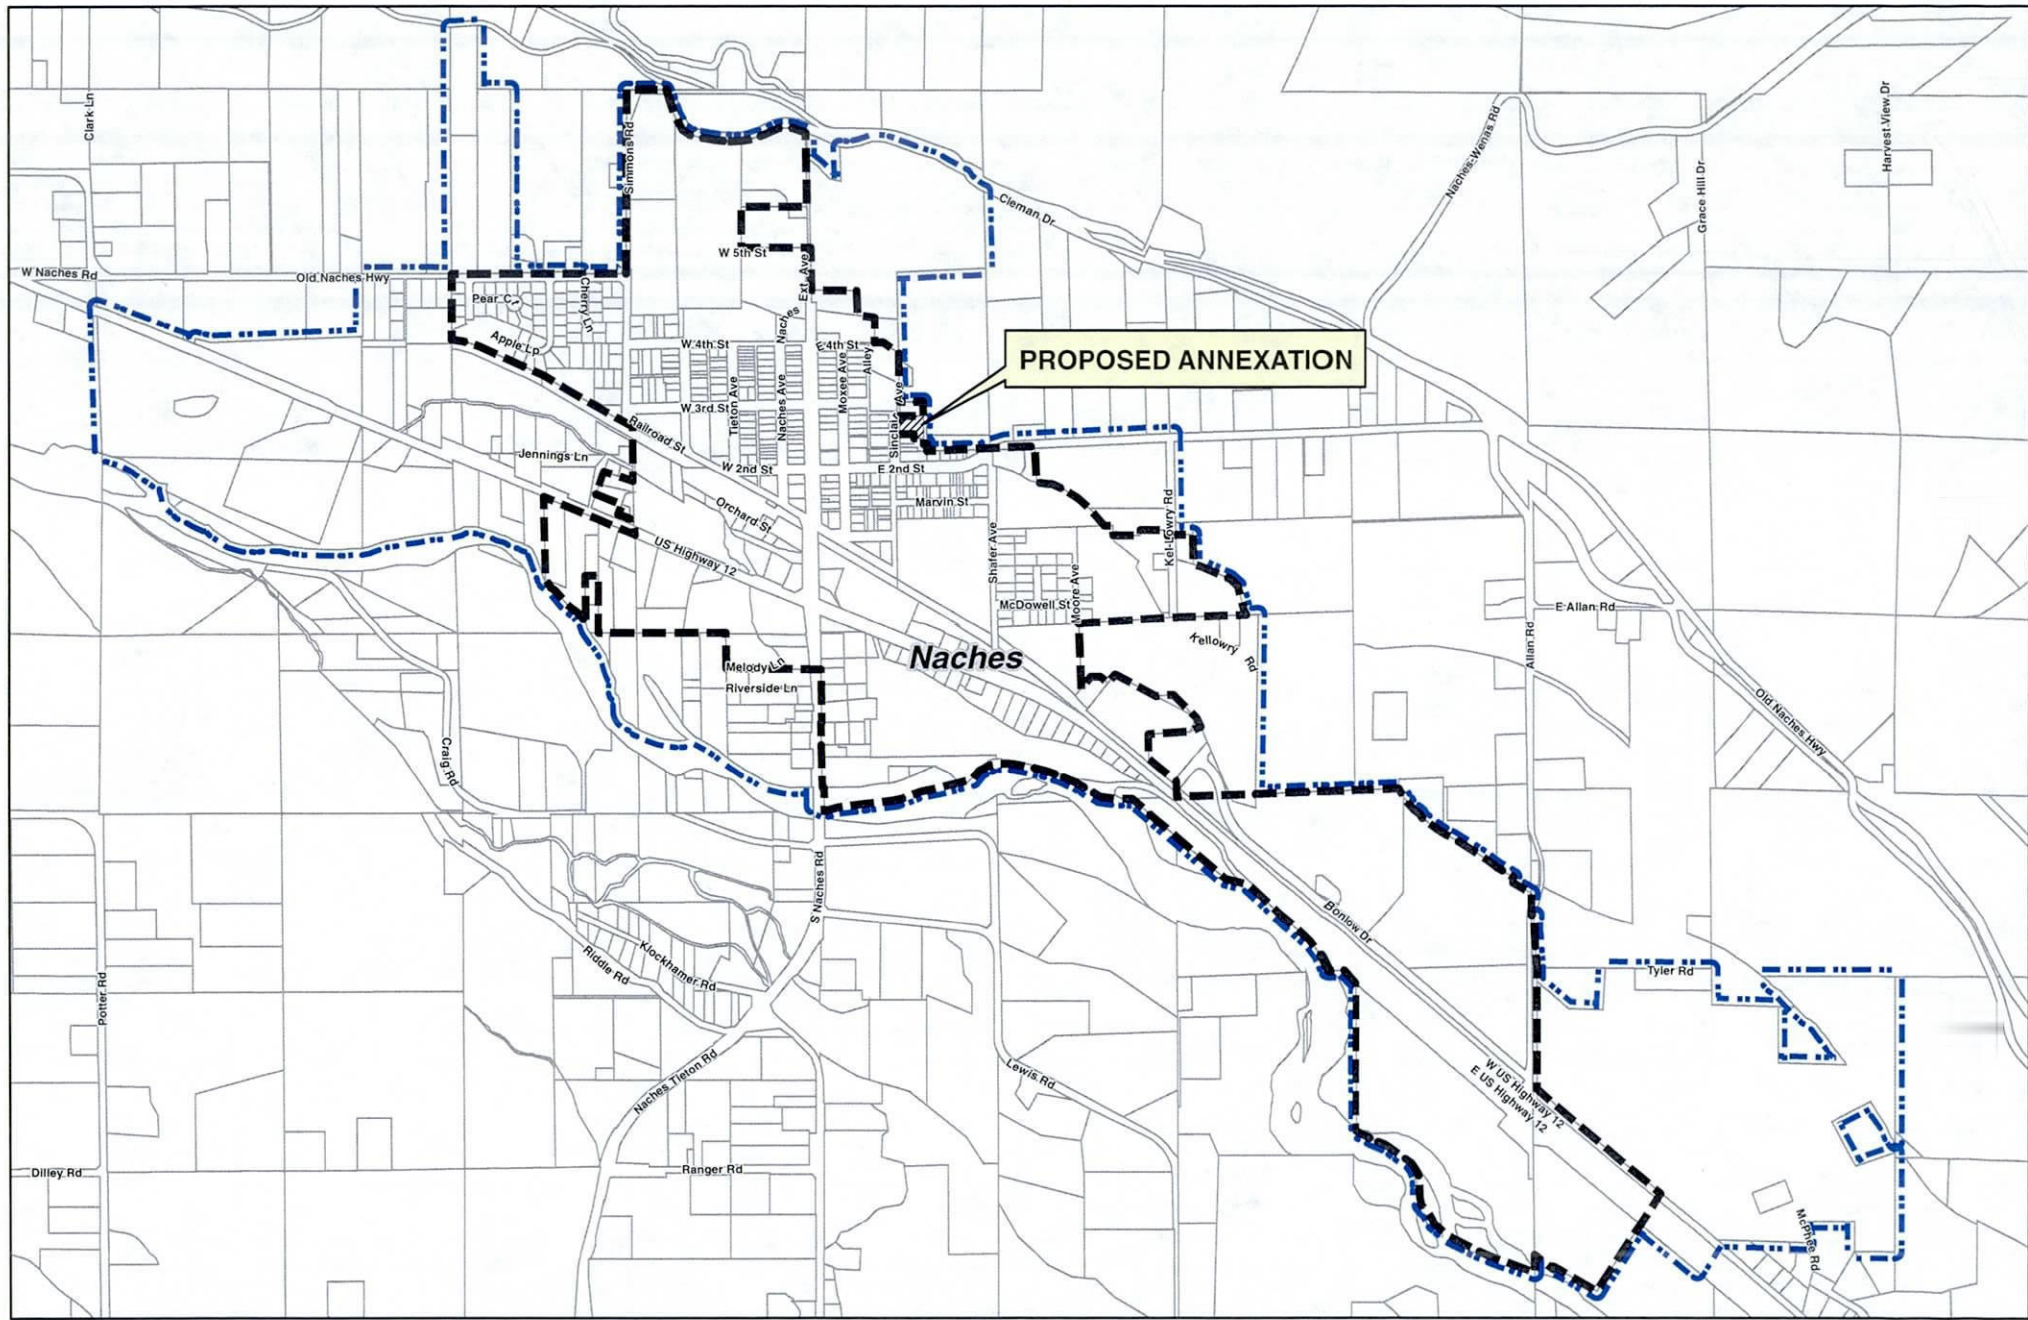 Clark Ln
Simmons Rd
Naches-Wenas Rd
Harvest View Dr
Grace Hill Dr
Cleman Dr
W Naches Rd
Old Naches Hwy
W 5th St
Ext Ave
Pear Ct
Cherry Ln
Apple Lp
Naches
W 4th St
E 4th St
Alley
PROPOSED ANNEXATION
Tieton Ave
Naches Ave
Moxee Ave
Sinclair Ave
W 3rd St
Railroad St
Jennings Ln
W 2nd St
E 2nd St
Orchard St
Marvin St
Kel-Lowry Rd
US Highway 12
Shafer Ave
Moore Ave
McDowell St
E Allan Rd
Allan Rd
Kellowry Rd
Naches
Melody Ln
Riverside Ln
Craig Rd
Old Naches Hwy
S Naches Rd
Bonlow Dr
Klockhamer Rd
Riddle Rd
Potter Rd
Tyler Rd
Naches Tieton Rd
Lewis Rd
W US Highway 12
E US Highway 12
Dilley Rd
Ranger Rd
McPhee Rd